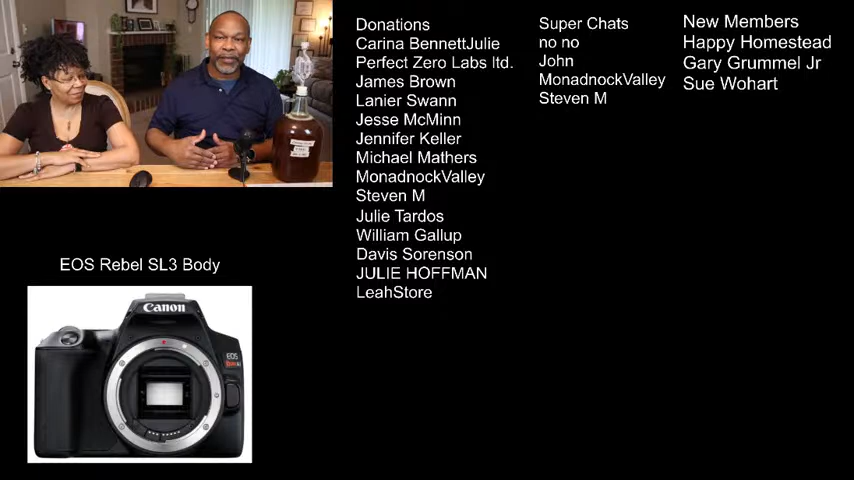 Donations
Carina BennettJulie
Perfect Zero Labs ltd.
James Brown
Lanier Swann
Jesse McMinn
Jennifer Keller
Michael Mathers
MonadnockValley
Steven M
Julie Tardos
William Gallup
Davis Sorenson
JULIE HOFFMAN
LeahStore
Super Chats
no no
John
MonadnockValley
Steven M
New Members
Happy Homestead
Gary Grummel Jr
Sue Wohart
EOS Rebel SL3 Body
Canon
EOS